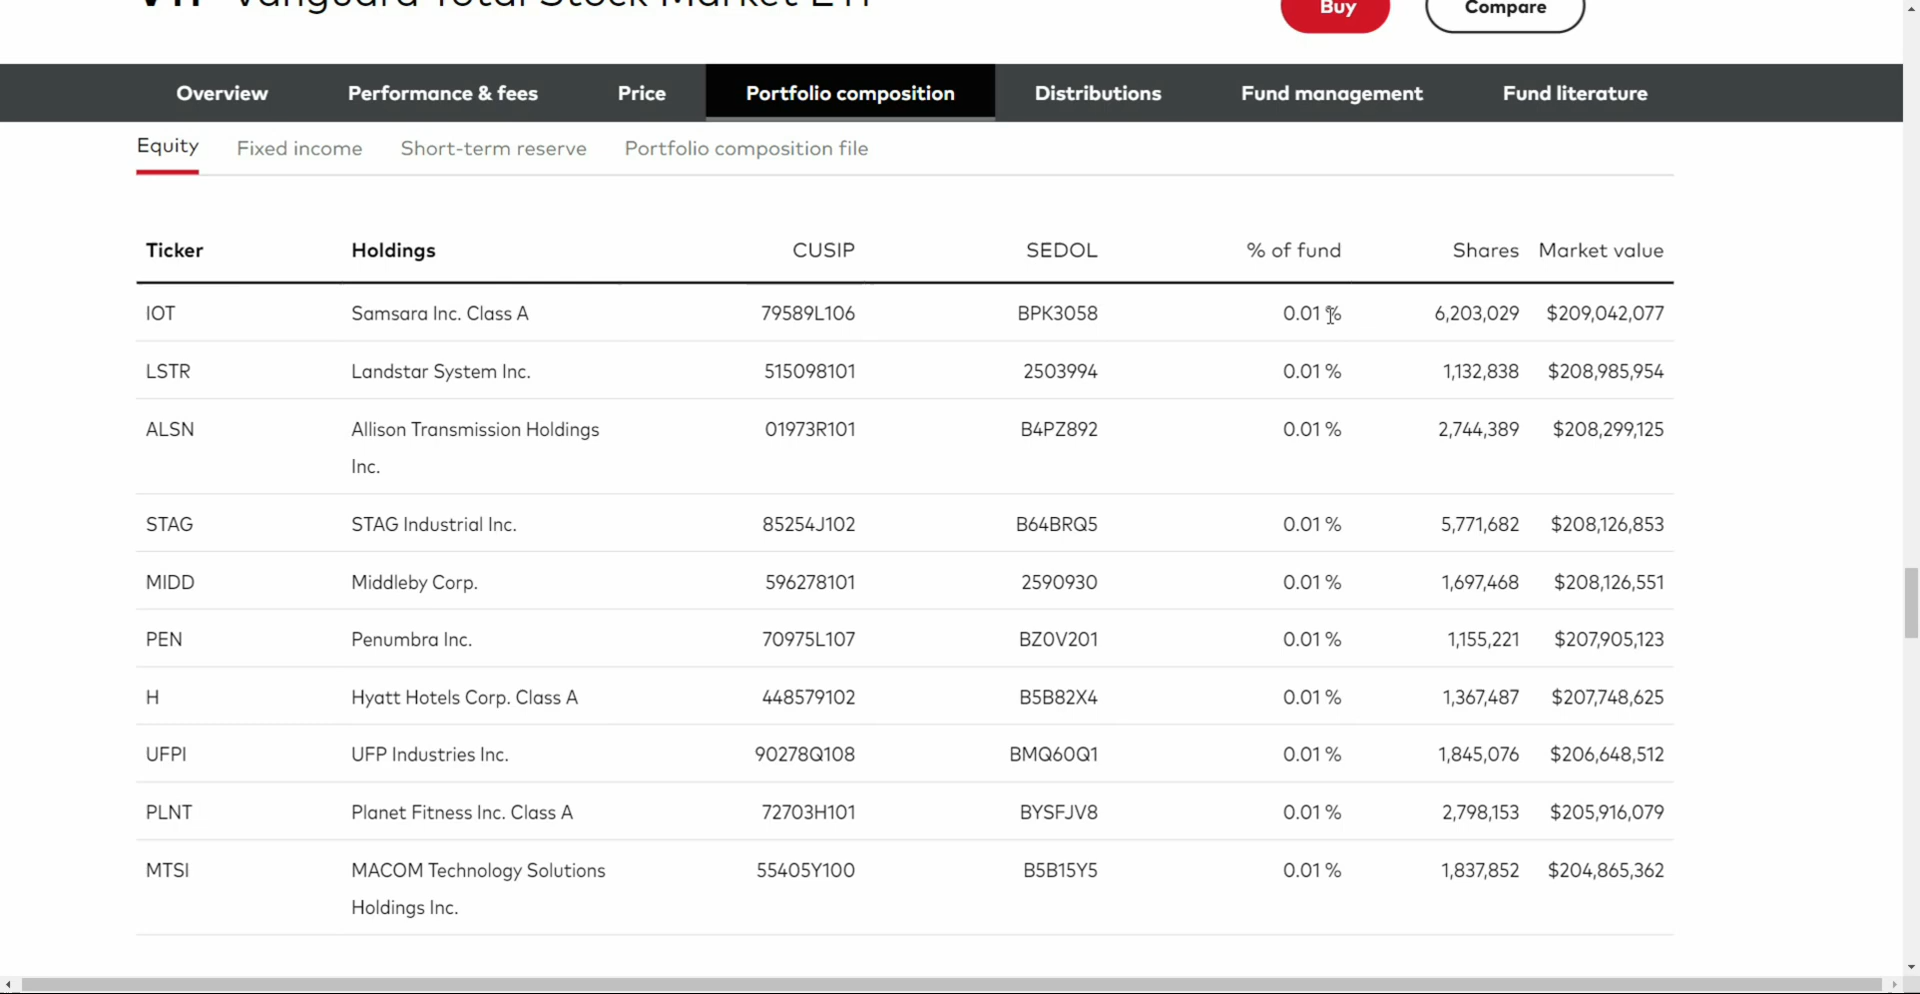 Vanguard Total Stock Market ETF
Buy
Compare
Overview
Performance & fees
Price
Portfolio composition
Distributions
Fund management
Fund literature
Equity
Fixed income
Short-term reserve
Portfolio composition file
Ticker Holdings CUSIP SEDOL % of fund Shares Market value
IOT Samsara Inc. Class A 79589L106 BPK3058 0.01 % 6,203,029 $209,042,077
LSTR Landstar System Inc. 515098101 2503994 0.01 % 1,132,838 $208,985,954
ALSN Allison Transmission Holdings 01973R101 B4PZ892 0.01 % 2,744,389 $208,299,125
Inc.
STAG STAG Industrial Inc. 85254J102 B64BRQ5 0.01 % 5,771,682 $208,126,853
MIDD Middleby Corp. 596278101 2590930 0.01 % 1,697,468 $208,126,551
PEN Penumbra Inc. 70975L107 BZ0V201 0.01 % 1,155,221 $207,905,123
H Hyatt Hotels Corp. Class A 448579102 B5B82X4 0.01 % 1,367,487 $207,748,625
UFPI UFP Industries Inc. 90278Q108 BMQ60Q1 0.01 % 1,845,076 $206,648,512
PLNT Planet Fitness Inc. Class A 72703H101 BYSFJV8 0.01 % 2,798,153 $205,916,079
MTSI MACOM Technology Solutions 55405Y100 B5B15Y5 0.01 % 1,837,852 $204,865,362
Holdings Inc.